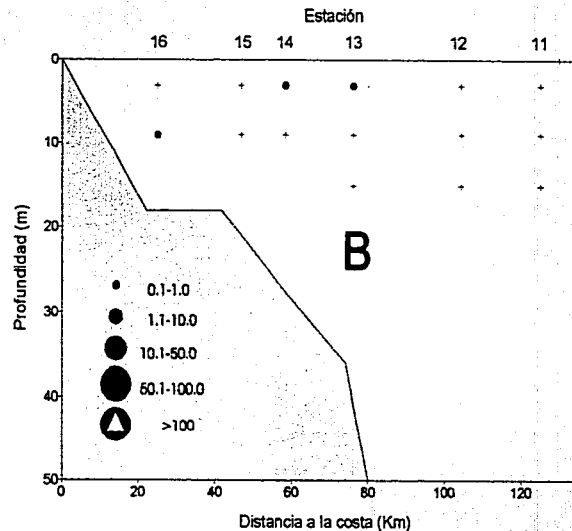 Estación
16 15 14 13 12 11
Profundidad (m)
0
10
20
30
40
50
B
0.1-1.0
1.1-10.0
10.1-50.0
50.1-100.0
>100
0 20 40 60 80 100 120
Distancia a la costa (Km)